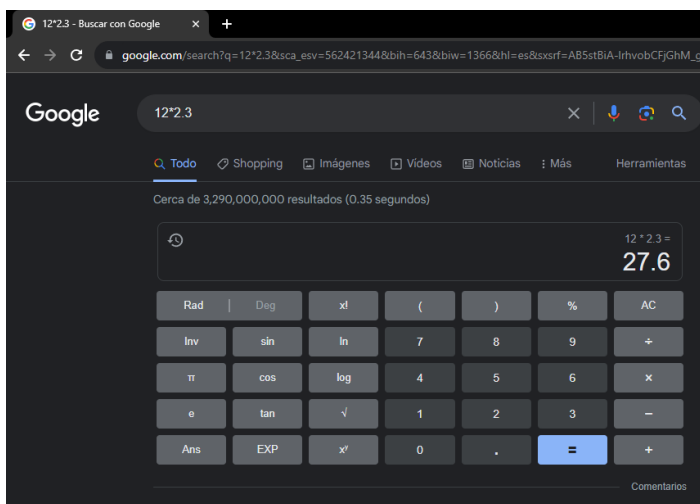 12*2.3 - Buscar con Google × +
google.com/search?q=12*2.3&sca_esv=562421344&bih=643&biw=1366&hl=es&sxsrf=AB5stBiA-IrhvobCFjGhM_g
Google 12*2.3
Todo Shopping Imágenes Vídeos Noticias Más Herramientas
Cerca de 3,290,000,000 resultados (0.35 segundos)
12 * 2.3 =
27.6
Rad | Deg x! ( ) % AC
Inv sin ln 7 8 9 ÷
π cos log 4 5 6 ×
e tan √ 1 2 3 −
Ans EXP xʸ 0 . = +
Comentarios